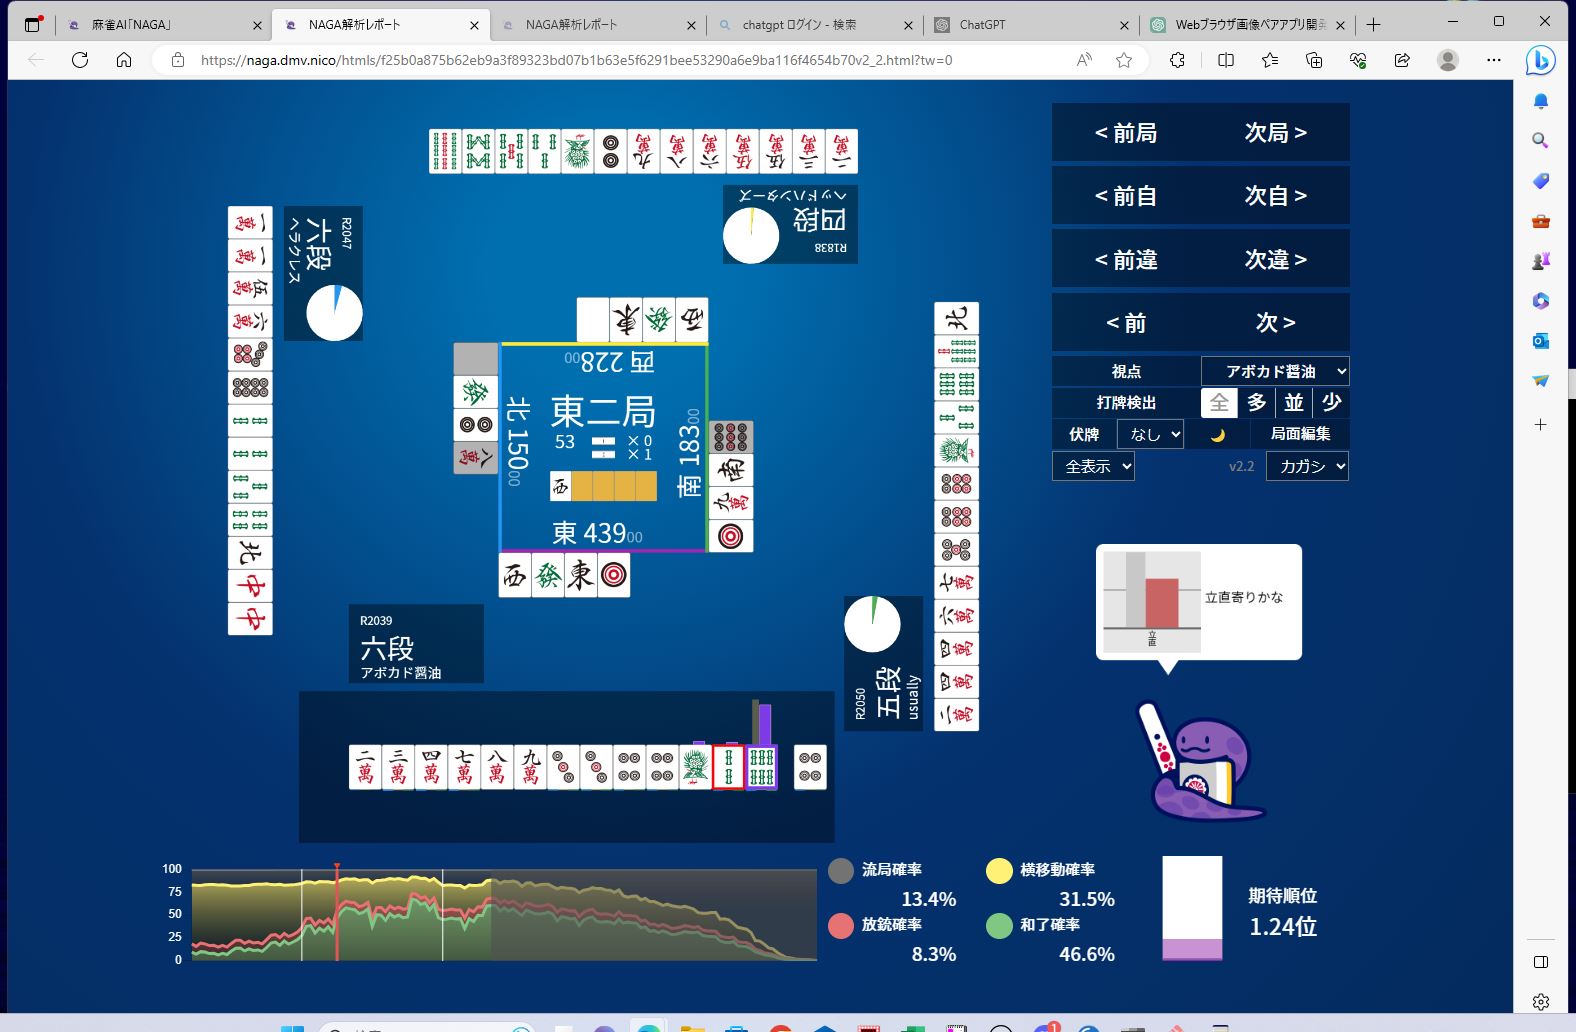 麻雀AI「NAGA」
NAGA解析レポート
NAGA解析レポート
chatgpt ログイン - 検索
ChatGPT
Webブラウザ画像ペアアプリ開発
https://naga.dmv.nico/htmls/f25b0a875b62eb9a3f89323bd07b1b63e5f6291bee53290a6e9ba116f4654b70v2_2.html?tw=0
< 前局
次局 >
< 前自
次自 >
< 前違
次違 >
< 前
次 >
視点
アボカド醤油
打牌検出
全 多 並 少
伏牌
なし
局面編集
全表示
v2.2
カガシ
R2047
六段
ヘラクレス
R1838
四段
ヘッドハンターズ
西 22800
北 15000
東二局
53
×0
×1
南 18300
東 43900
R2039
六段
アボカド醤油
R2050
五段
usually
立直寄りかな
立直
100
75
50
25
0
流局確率
13.4%
横移動確率
31.5%
放銃確率
8.3%
和了確率
46.6%
期待順位
1.24位